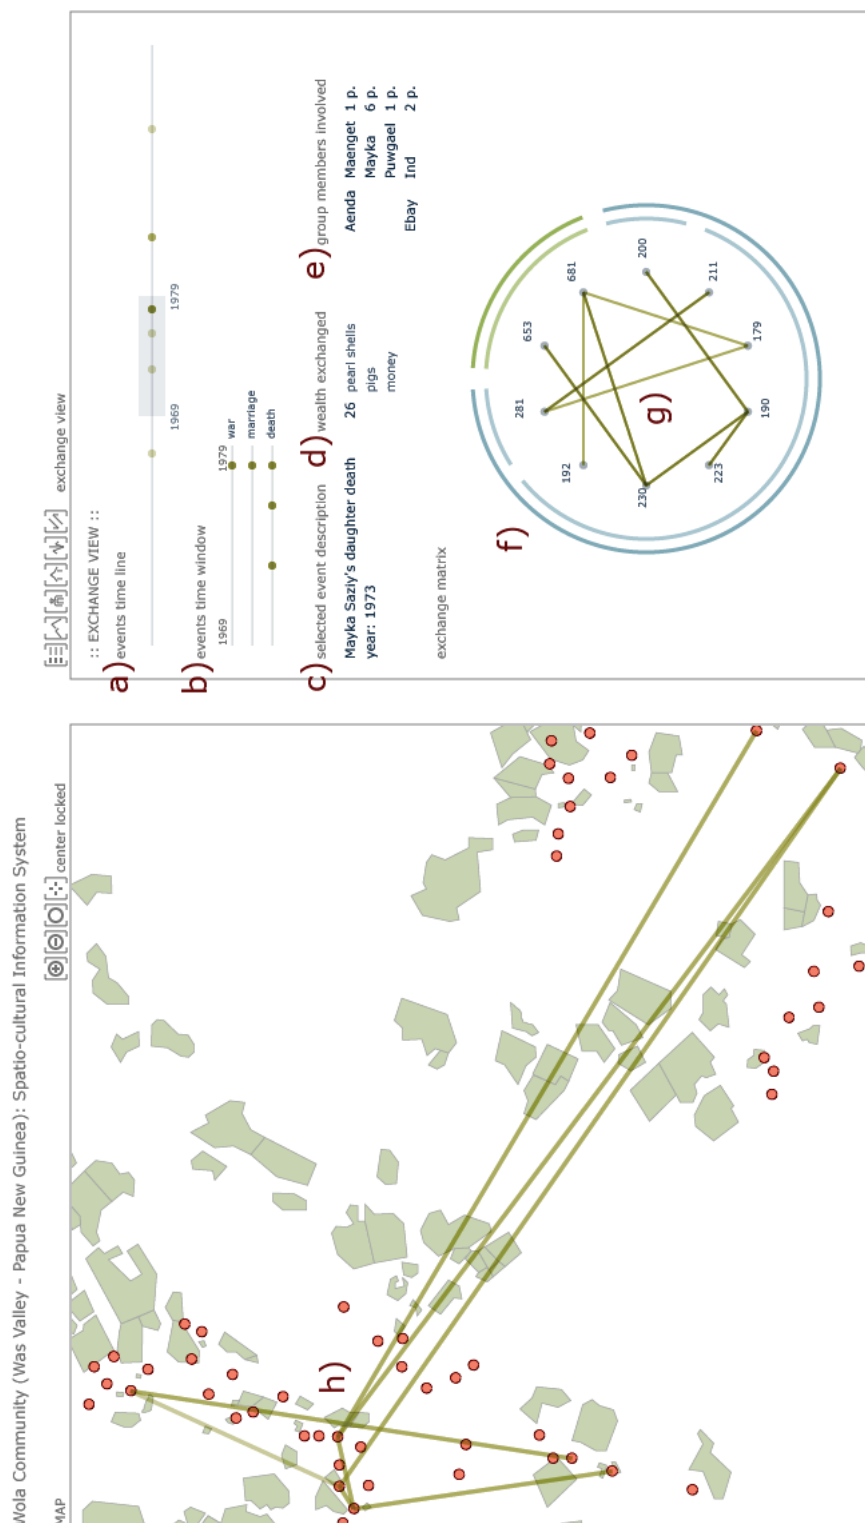 Wola Community (Was Valley - Papua New Guinea): Spatio-cultural Information System
MAP
center locked
h)
exchange view
:: EXCHANGE VIEW ::
a) events time line
1969
1979
b) events time window
1969
1979
war
marriage
death
c) selected event description
Mayka Saziy's daughter death
year: 1973
d) wealth exchanged
26 pearl shells
pigs
money
e) group members involved
Aenda Maenget 1 p.
Mayka 6 p.
Puwgael 1 p.
Ebay Ind 2 p.
exchange matrix
f)
g)
192
281
653
681
200
211
179
190
223
230